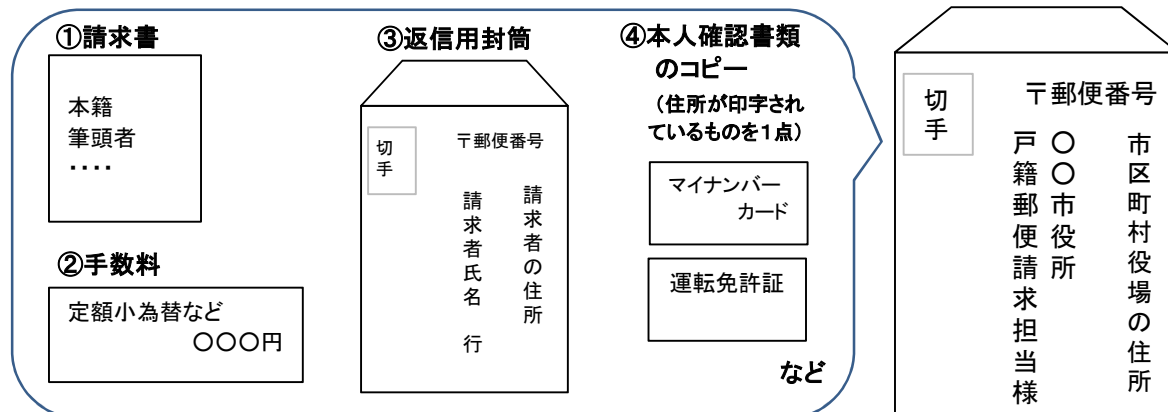 ①請求書
本籍
筆頭者
‥‥
②手数料
定額小為替など
〇〇〇円
③返信用封筒
切手
〒郵便番号
請求者の住所
請求者氏名 行
④本人確認書類
のコピー
（住所が印字され
ているものを１点）
マイナンバー
カード
運転免許証
など
切手
〒郵便番号
市区町村役場の住所
〇〇市役所
戸籍郵便請求担当様